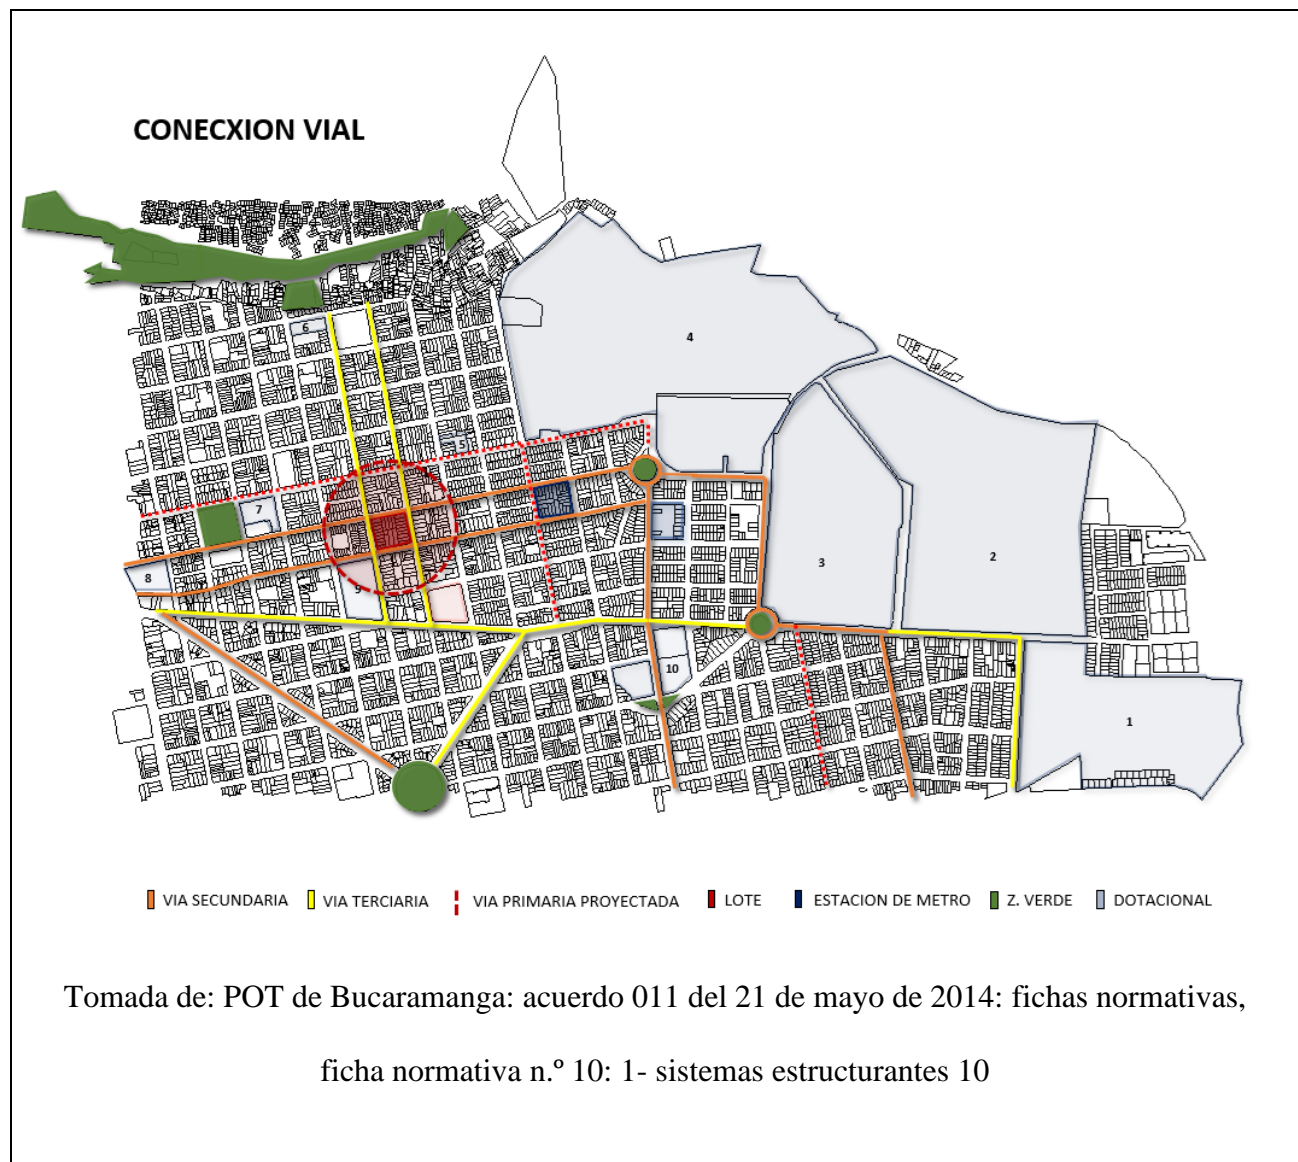 CONECXION VIAL
6
4
5
7
3
2
8
9
10
1
VIA SECUNDARIA VIA TERCIARIA VIA PRIMARIA PROYECTADA LOTE ESTACION DE METRO Z. VERDE DOTACIONAL
Tomada de: POT de Bucaramanga: acuerdo 011 del 21 de mayo de 2014: fichas normativas,
ficha normativa n.º 10: 1- sistemas estructurantes 10